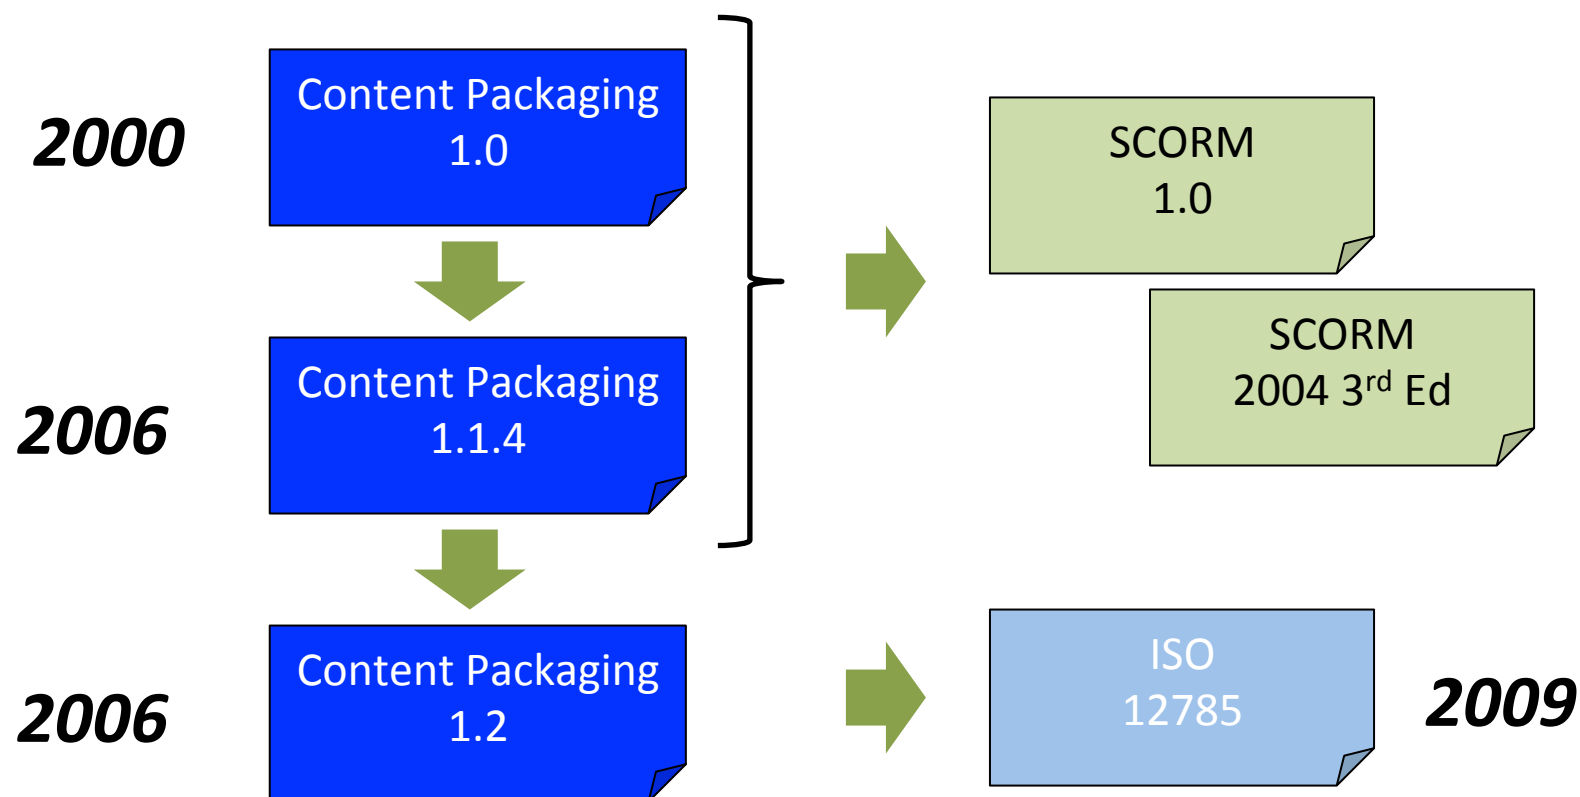 2000
Content Packaging
1.0
SCORM
1.0
2006
Content Packaging
1.1.4
SCORM
2004 3rd Ed
2006
Content Packaging
1.2
ISO
12785
2009